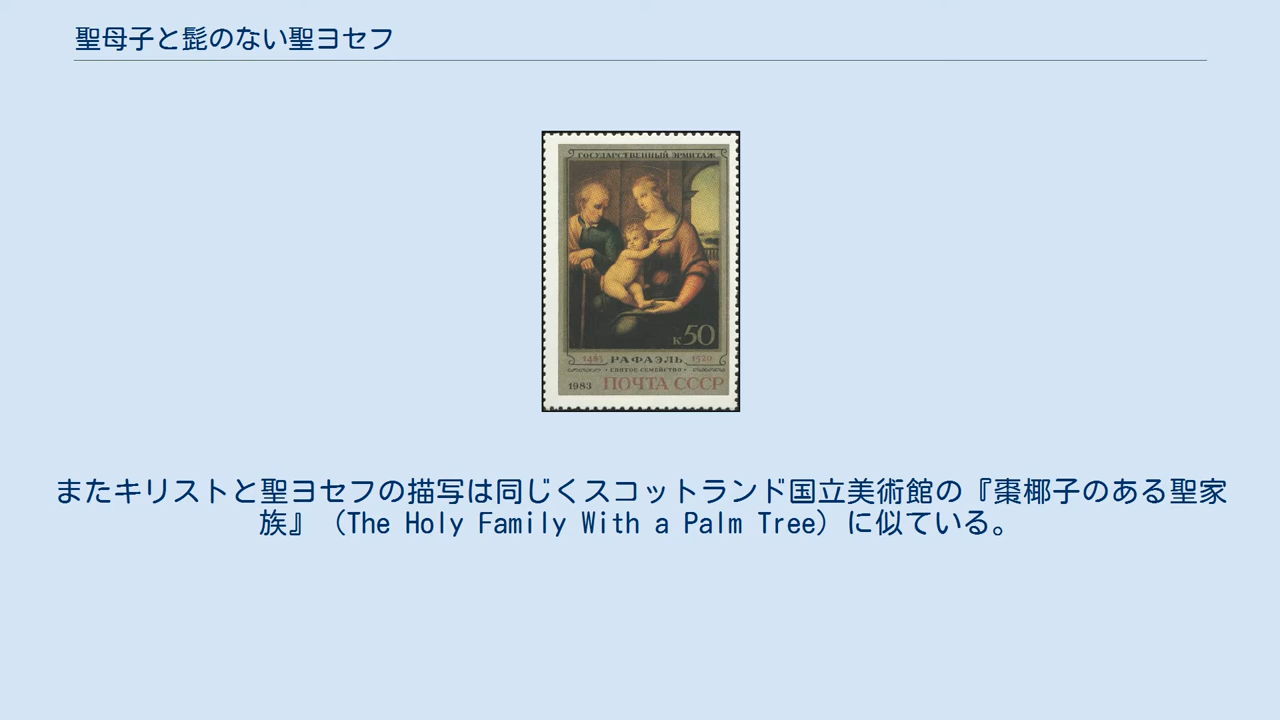 聖母子と髭のない聖ヨセフ
ГОСУДАРСТВЕННЫЙ ЭРМИТАЖ
к50
1483 РАФАЭЛЬ 1520
СВЯТОЕ СЕМЕЙСТВО
1983 ПОЧТА СССР
またキリストと聖ヨセフの描写は同じくスコットランド国立美術館の『棗椰子のある聖家
族』（The Holy Family With a Palm Tree）に似ている。